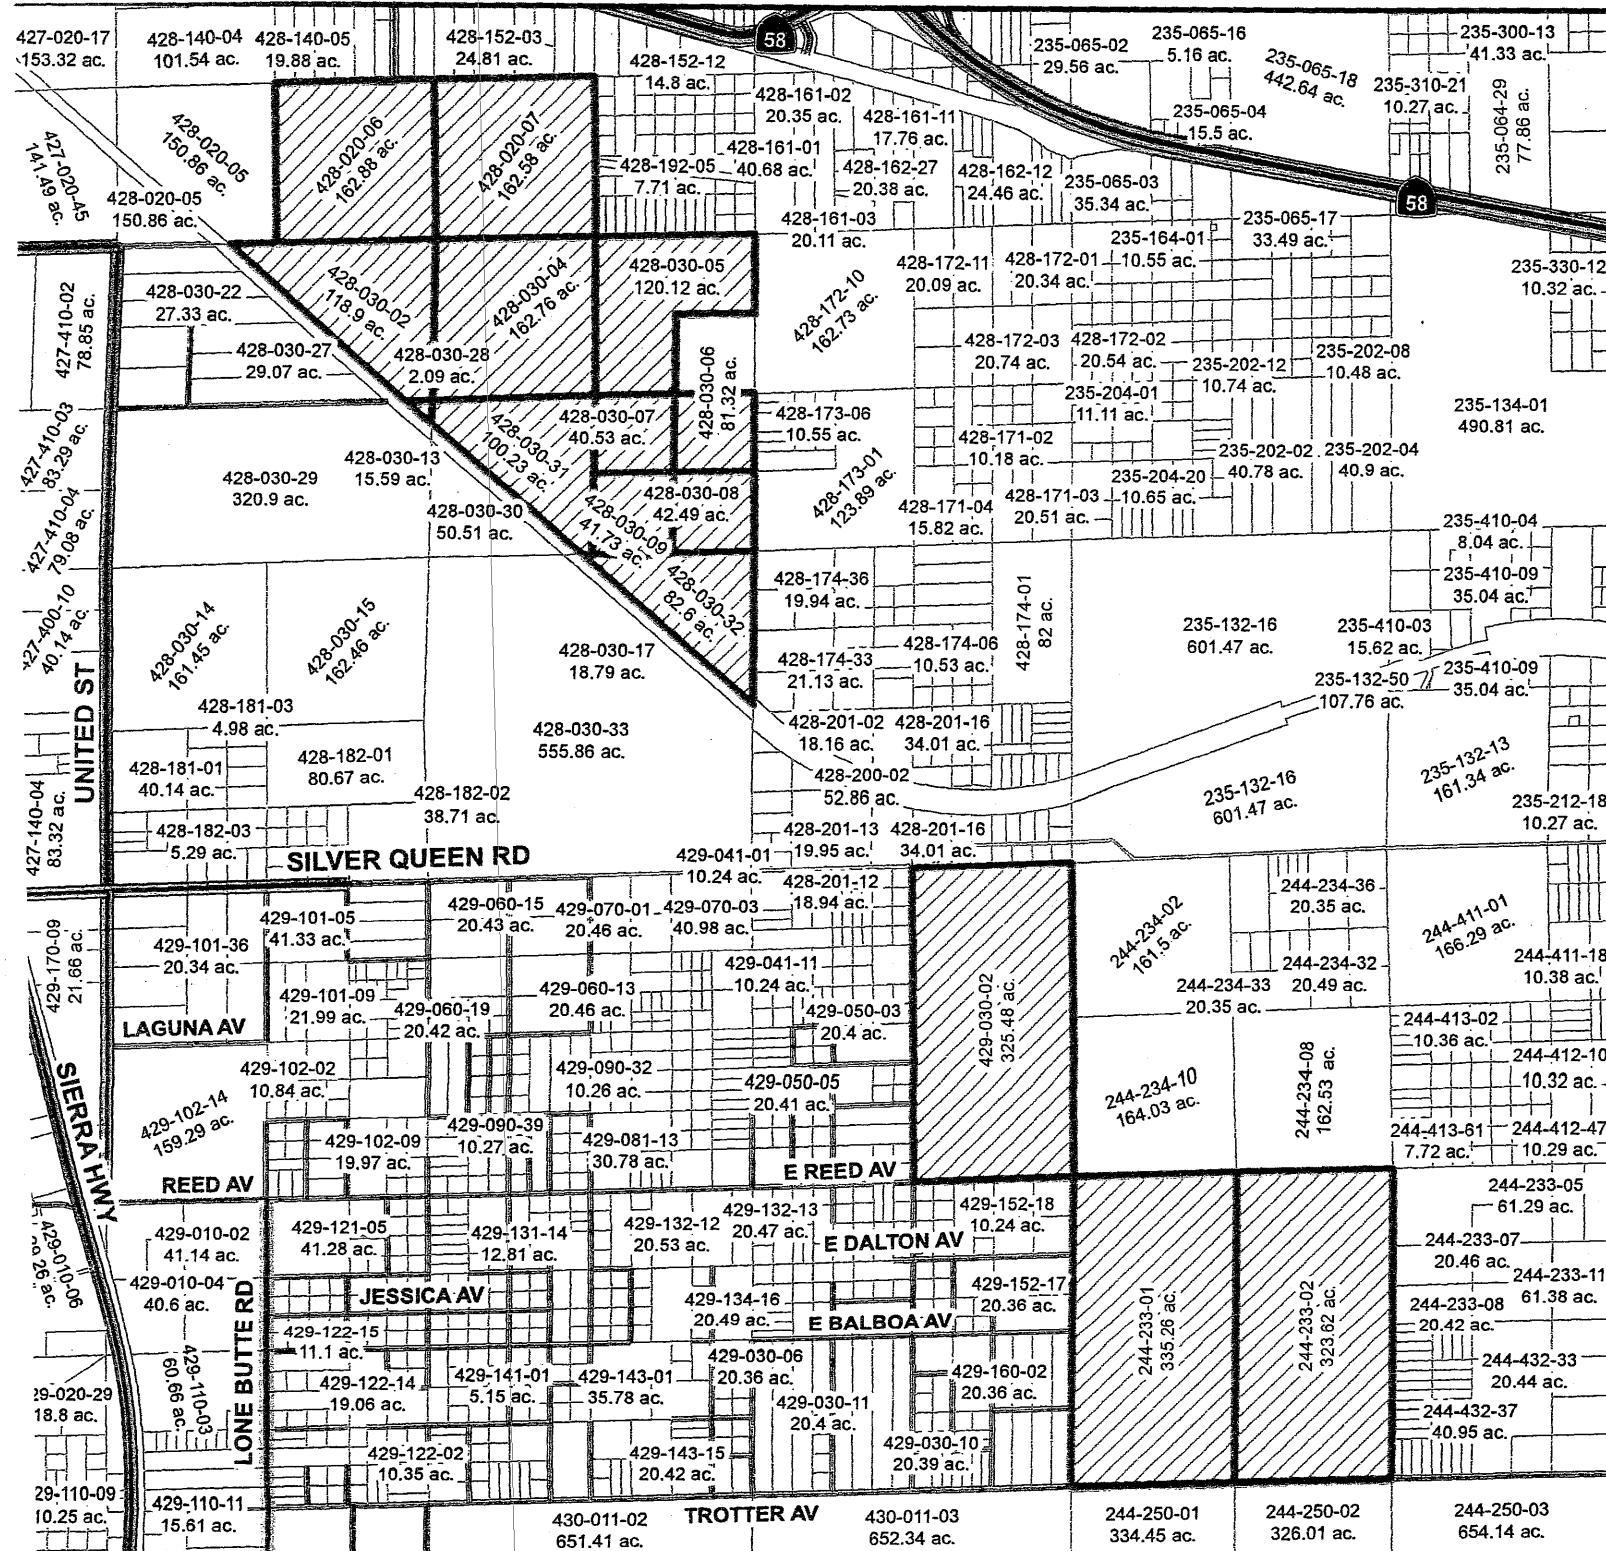 58
427-020-17
153.32 ac.
428-140-04
101.54 ac.
428-140-05
19.88 ac.
428-152-03
24.81 ac.
428-152-12
14.8 ac.
235-065-02
29.56 ac.
235-065-16
5.16 ac.
235-065-18
442.64 ac.
235-300-13
41.33 ac.
235-310-21
10.27 ac.
235-064-29
77.86 ac.
235-065-04
15.5 ac.
428-161-02
20.35 ac.
428-161-11
17.76 ac.
428-161-01
40.68 ac.
428-162-27
20.38 ac.
428-162-12
24.46 ac.
235-065-03
35.34 ac.
58
427-020-45
141.49 ac.
428-020-05
150.86 ac.
428-020-05
150.86 ac.
428-020-06
162.88 ac.
428-020-07
162.58 ac.
428-192-05
7.71 ac.
428-161-03
20.11 ac.
235-065-17
33.49 ac.
235-164-01
10.55 ac.
235-330-12
10.32 ac.
427-410-02
78.85 ac.
428-030-22
27.33 ac.
428-030-02
118.9 ac.
428-030-04
162.76 ac.
428-030-05
120.12 ac.
428-172-10
162.73 ac.
428-172-11
20.09 ac.
428-172-01
20.34 ac.
428-030-27
29.07 ac.
428-030-28
2.09 ac.
428-030-06
81.32 ac.
428-172-03
20.74 ac.
428-172-02
20.54 ac.
235-202-12
10.74 ac.
235-202-08
10.48 ac.
427-410-03
83.29 ac.
428-030-07
40.53 ac.
428-173-06
10.55 ac.
235-204-01
11.11 ac.
235-134-01
490.81 ac.
428-030-31
100.23 ac.
428-171-02
10.18 ac.
235-202-02
40.78 ac.
235-202-04
40.9 ac.
428-030-29
320.9 ac.
428-030-13
15.59 ac.
428-030-08
42.49 ac.
428-173-01
123.89 ac.
428-171-04
15.82 ac.
428-171-03
20.51 ac.
235-204-20
10.65 ac.
427-410-04
79.08 ac.
428-030-30
50.51 ac.
428-030-09
41.73 ac.
235-410-04
8.04 ac.
235-410-09
35.04 ac.
427-400-10
40.14 ac.
428-030-14
161.45 ac.
428-030-15
162.46 ac.
428-030-32
82.6 ac.
428-174-36
19.94 ac.
428-174-01
82 ac.
235-132-16
601.47 ac.
235-410-03
15.62 ac.
UNITED ST
428-030-17
18.79 ac.
428-174-33
21.13 ac.
428-174-06
10.53 ac.
235-132-50
107.76 ac.
235-410-09
35.04 ac.
428-181-03
4.98 ac.
428-030-33
555.86 ac.
428-201-02
18.16 ac.
428-201-16
34.01 ac.
428-181-01
40.14 ac.
428-182-01
80.67 ac.
428-200-02
52.86 ac.
235-132-16
601.47 ac.
235-132-13
161.34 ac.
427-140-04
83.32 ac.
428-182-03
5.29 ac.
428-182-02
38.71 ac.
428-201-13
19.95 ac.
428-201-16
34.01 ac.
235-212-18
10.27 ac.
SILVER QUEEN RD
429-041-01
10.24 ac.
428-201-12
18.94 ac.
429-170-09
21.66 ac.
429-101-36
20.34 ac.
429-101-05
41.33 ac.
429-060-15
20.43 ac.
429-070-01
20.46 ac.
429-070-03
40.98 ac.
244-234-02
161.5 ac.
244-234-36
20.35 ac.
244-411-01
166.29 ac.
429-101-09
21.99 ac.
429-060-19
20.42 ac.
429-060-13
20.46 ac.
429-041-11
10.24 ac.
429-050-03
20.4 ac.
429-030-02
325.48 ac.
244-234-33
20.35 ac.
244-234-32
20.49 ac.
244-411-18
10.38 ac.
LAGUNA AV
244-413-02
10.36 ac.
SIERRA HWY
429-102-14
159.29 ac.
429-102-02
10.84 ac.
429-090-32
10.26 ac.
429-050-05
20.41 ac.
244-234-10
164.03 ac.
244-234-08
162.53 ac.
244-412-10
10.32 ac.
429-102-09
19.97 ac.
429-090-39
10.27 ac.
429-081-13
30.78 ac.
244-413-61
7.72 ac.
244-412-47
10.29 ac.
REED AV
E REED AV
429-010-06
429-010-02
41.14 ac.
429-121-05
41.28 ac.
429-131-14
12.81 ac.
429-132-12
20.53 ac.
429-132-13
20.47 ac.
429-152-18
10.24 ac.
244-233-05
61.29 ac.
E DALTON AV
244-233-07
20.46 ac.
429-010-04
40.6 ac.
LONE BUTTE RD
JESSICA AV
429-134-16
20.49 ac.
429-152-17
20.36 ac.
244-233-01
335.26 ac.
244-233-02
323.62 ac.
244-233-11
61.38 ac.
244-233-08
20.42 ac.
E BALBOA AV
429-122-15
11.1 ac.
429-110-03
60.66 ac.
429-030-06
20.36 ac.
429-160-02
20.36 ac.
244-432-33
20.44 ac.
29-020-29
18.8 ac.
429-122-14
19.06 ac.
429-141-01
5.15 ac.
429-143-01
35.78 ac.
429-030-11
20.4 ac.
244-432-37
40.95 ac.
429-122-02
10.35 ac.
429-143-15
20.42 ac.
429-030-10
20.39 ac.
29-110-09
10.25 ac.
429-110-11
15.61 ac.
TROTTER AV
430-011-02
651.41 ac.
430-011-03
652.34 ac.
244-250-01
334.45 ac.
244-250-02
326.01 ac.
244-250-03
654.14 ac.